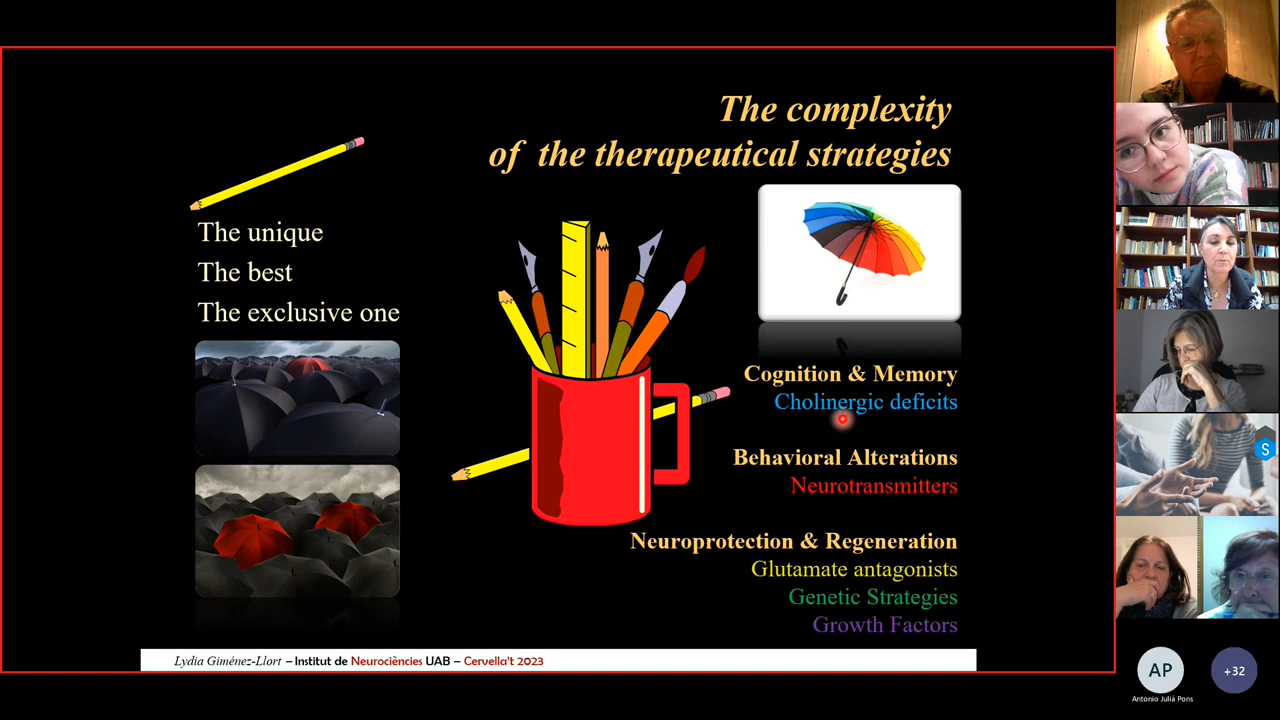 The complexity
of the therapeutical strategies
The unique
The best
The exclusive one
Cognition & Memory
Cholinergic deficits
Behavioral Alterations
Neurotransmitters
Neuroprotection & Regeneration
Glutamate antagonists
Genetic Strategies
Growth Factors
Lydia Giménez-Llort – Institut de Neurociències UAB – Cervella't 2023
S
AP
Antonio Julià Pons
+32